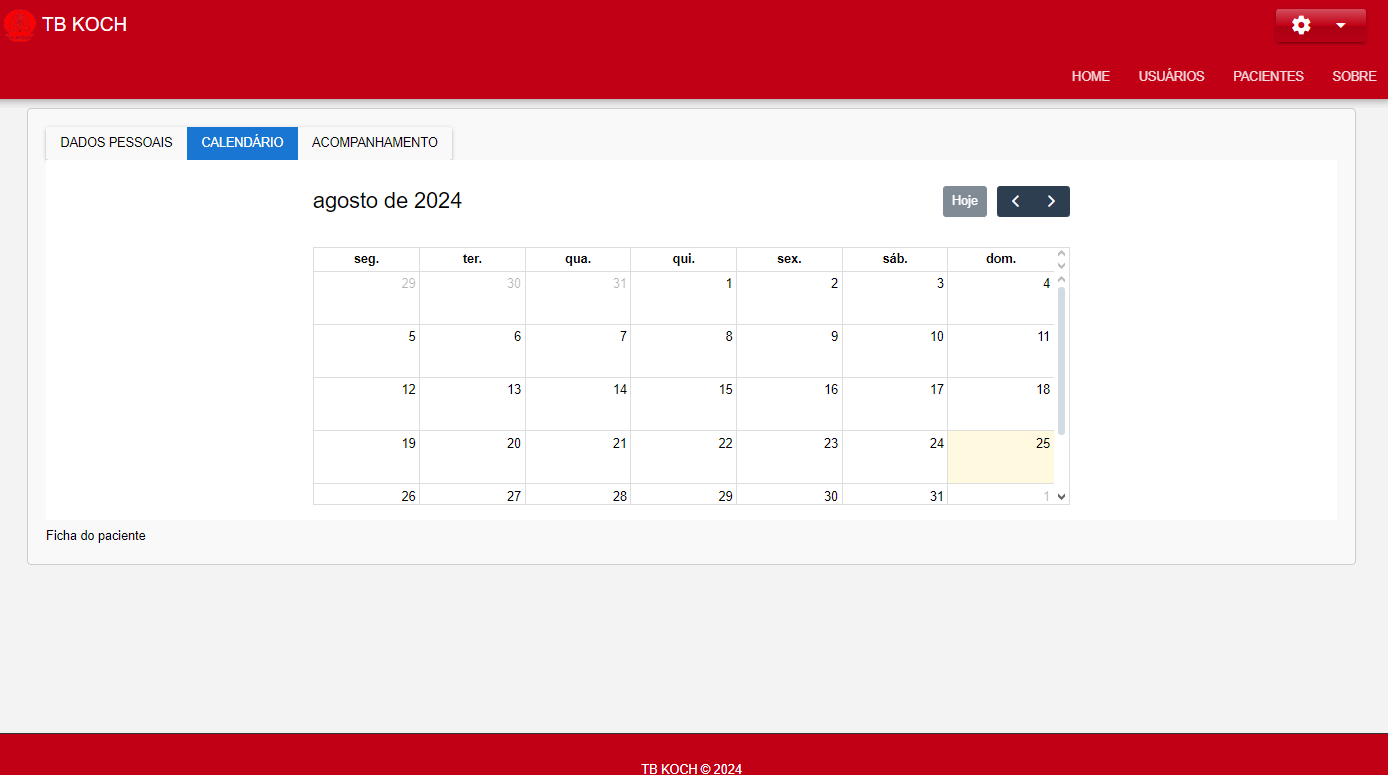 TB KOCH
HOME USUÁRIOS PACIENTES SOBRE
DADOS PESSOAIS CALENDÁRIO ACOMPANHAMENTO
agosto de 2024 Hoje
seg. ter. qua. qui. sex. sáb. dom.
29 30 31 1 2 3 4
5 6 7 8 9 10 11
12 13 14 15 16 17 18
19 20 21 22 23 24 25
26 27 28 29 30 31 1
Ficha do paciente
TB KOCH © 2024